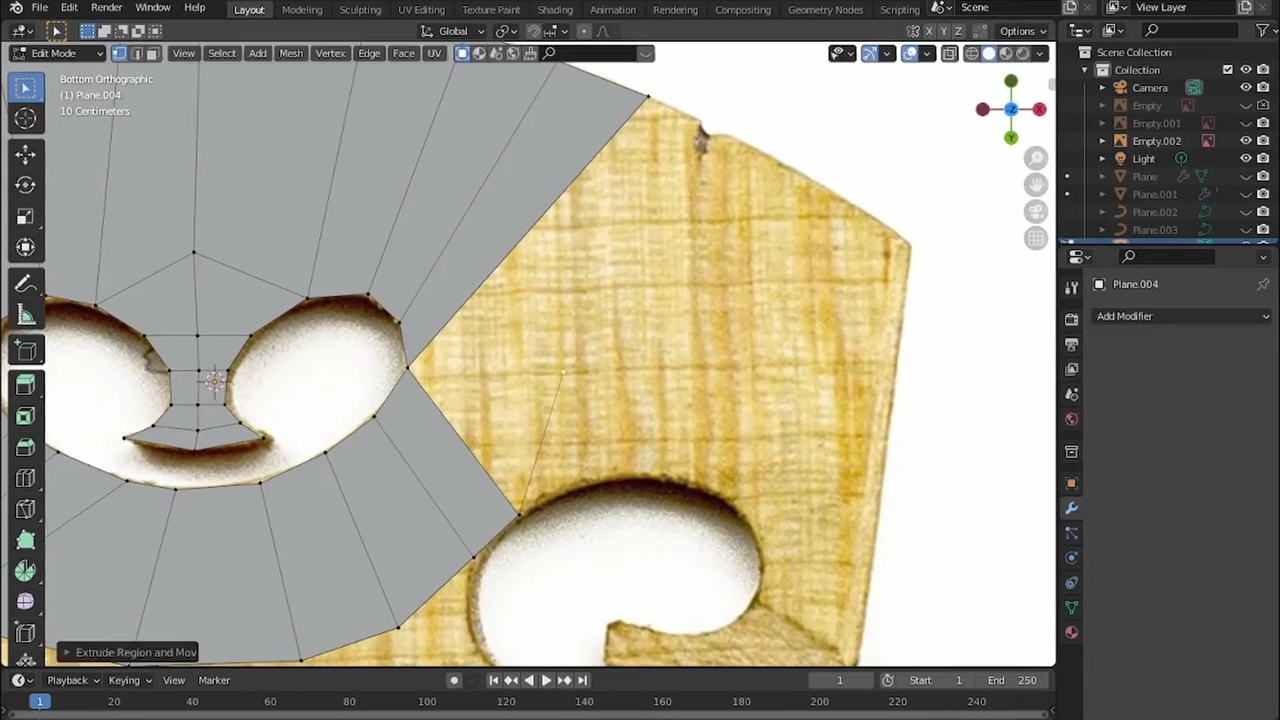 File Edit Render Window Help Layout Modeling Sculpting UV Editing Texture Paint Shading Animation Rendering Compositing Geometry Nodes Scripting Scene View Layer
Global X Y Z Options
Edit Mode View Select Add Mesh Vertex Edge Face UV
Bottom Orthographic
(1) Plane.004
10 Centimeters
-Z X Y
Scene Collection
Collection
Camera
Empty
Empty.001
Empty.002
Light
Plane
Plane.001
Plane.002
Plane.003
Plane.004
Add Modifier
Extrude Region and Mov
Playback Keying View Marker 1 Start 1 End 250
1 20 40 60 80 100 120 140 160 180 200 220 240